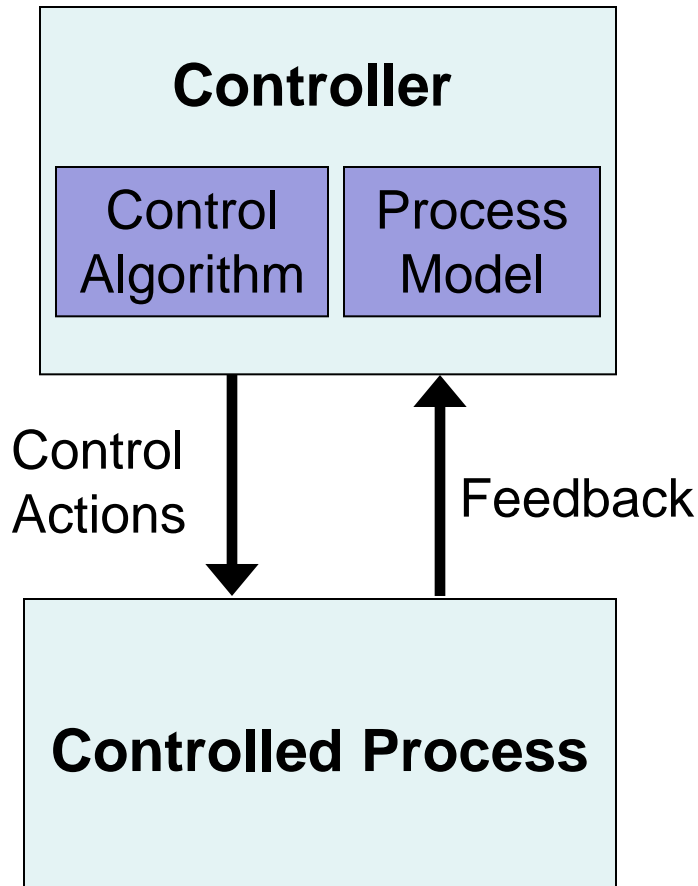 Controller
Control
Algorithm
Process
Model
Control
Actions
Feedback
Controlled Process